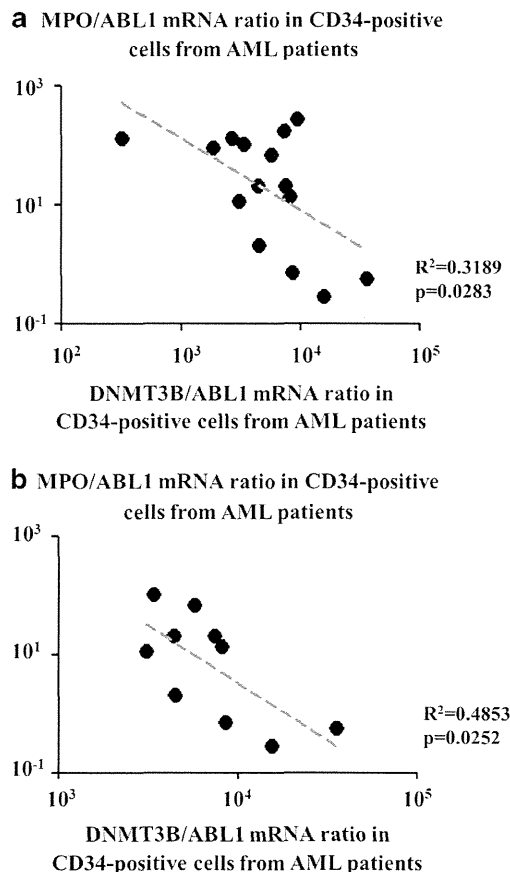 a MPO/ABL1 mRNA ratio in CD34-positive
cells from AML patients
10³
10¹
10⁻¹
R²=0.3189
p=0.0283
10² 10³ 10⁴ 10⁵
DNMT3B/ABL1 mRNA ratio in
CD34-positive cells from AML patients
b MPO/ABL1 mRNA ratio in CD34-positive
cells from AML patients
10³
10¹
10⁻¹
R²=0.4853
p=0.0252
10³ 10⁴ 10⁵
DNMT3B/ABL1 mRNA ratio in
CD34-positive cells from AML patients